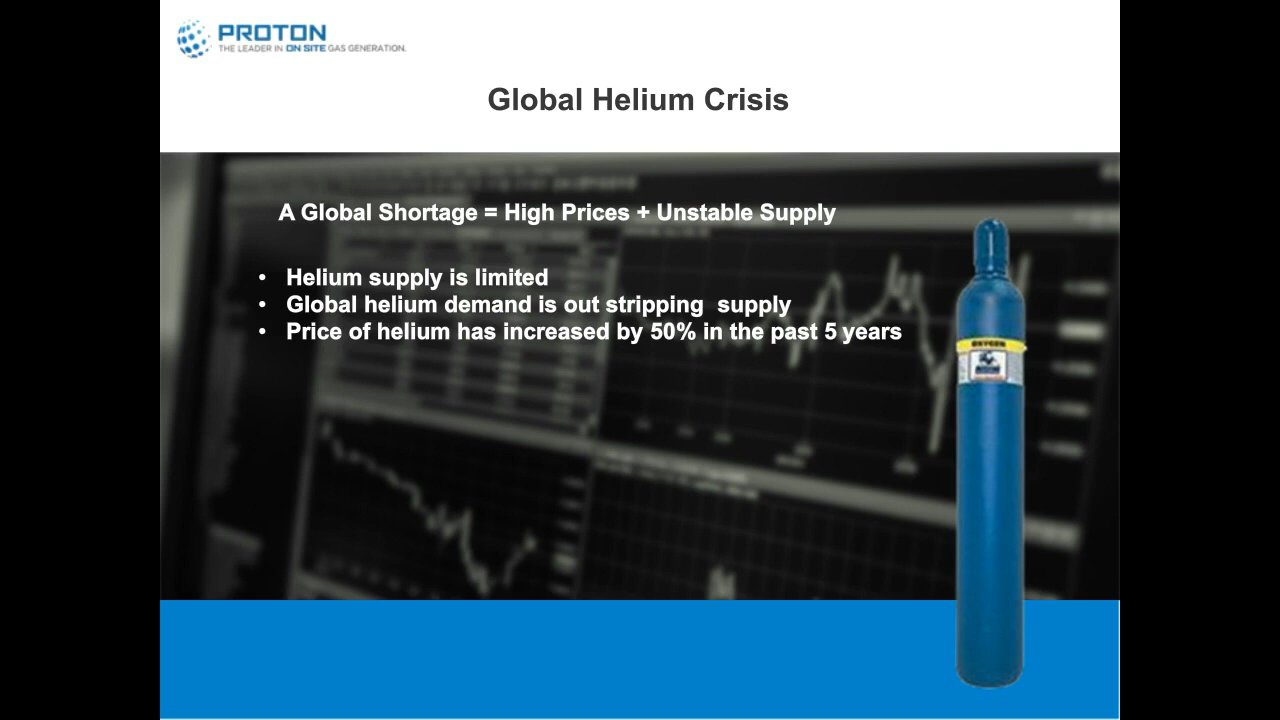 PROTON
THE LEADER IN ON SITE GAS GENERATION.
Global Helium Crisis
A Global Shortage = High Prices + Unstable Supply
• Helium supply is limited
• Global helium demand is out stripping  supply
• Price of helium has increased by 50% in the past 5 years
OXYGEN